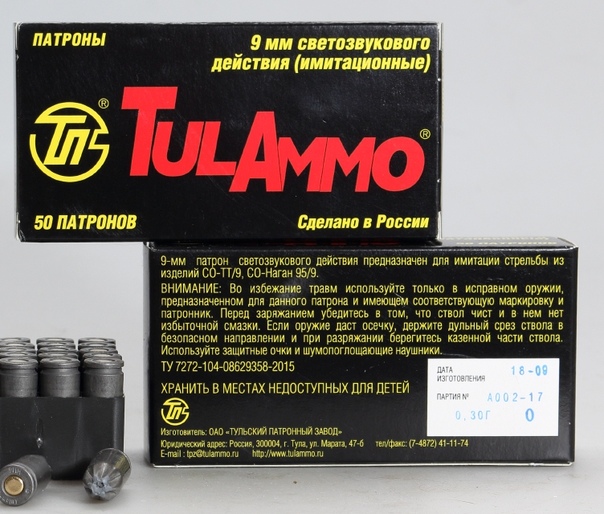 ПАТРОНЫ
9 мм светозвукового
действия (имитационные)
ТПЗ ®
TULAMMO®
50 ПАТРОНОВ
Сделано в России
9-мм патрон светозвукового действия предназначен для имитации стрельбы из
изделий СО-ТТ/9, СО-Наган 95/9.
ВНИМАНИЕ: Во избежание травм используйте только в исправном оружии,
предназначенном для данного патрона и имеющем соответствующую маркировку и
патронник. Перед заряжанием убедитесь в том, что ствол чист и в нем нет
избыточной смазки. Если оружие даст осечку, держите дульный срез ствола в
безопасном направлении и при разряжании берегитесь казенной части ствола.
Используйте защитные очки и шумопоглощающие наушники.
ТУ 7272-104-08629358-2015
ХРАНИТЬ В МЕСТАХ НЕДОСТУПНЫХ ДЛЯ ДЕТЕЙ
ДАТА
ИЗГОТОВЛЕНИЯ 18-09
ПАРТИЯ № А002-17
0,30Г 0
ТПЗ ®
Изготовитель: ОАО «ТУЛЬСКИЙ ПАТРОННЫЙ ЗАВОД»
Юридический адрес: Россия, 300004, г. Тула, ул. Марата, 47-б тел/факс: (7-4872) 41-11-74
E-mail : tpz@tulammo.ru http://www.tulammo.ru